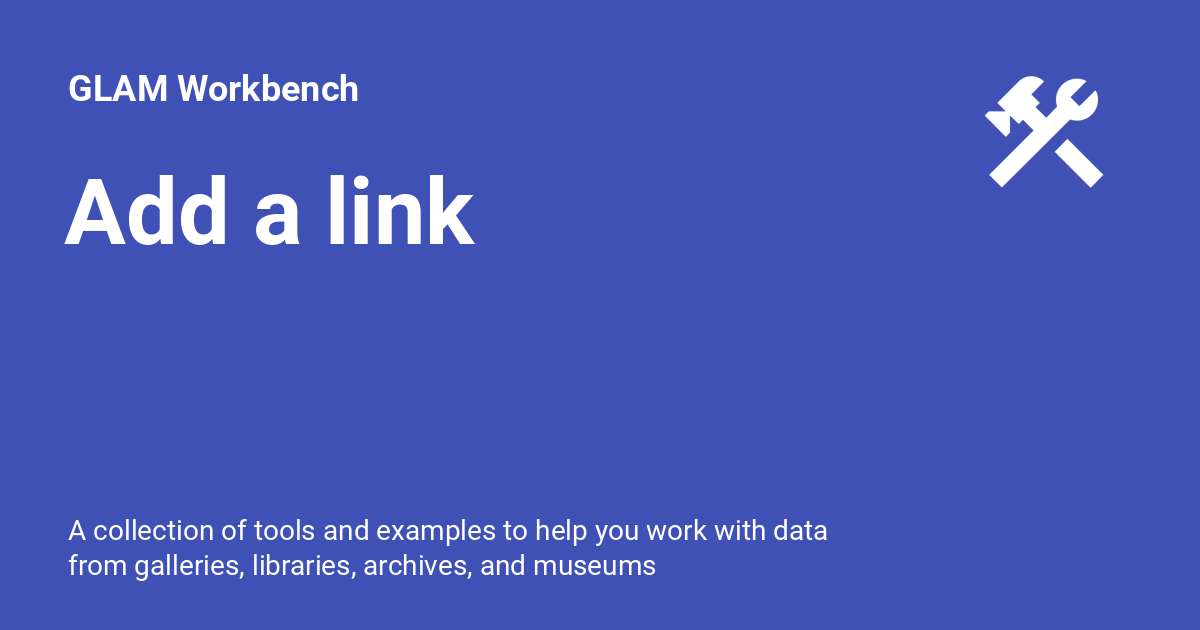 GLAM Workbench
Add a link
A collection of tools and examples to help you work with data
from galleries, libraries, archives, and museums